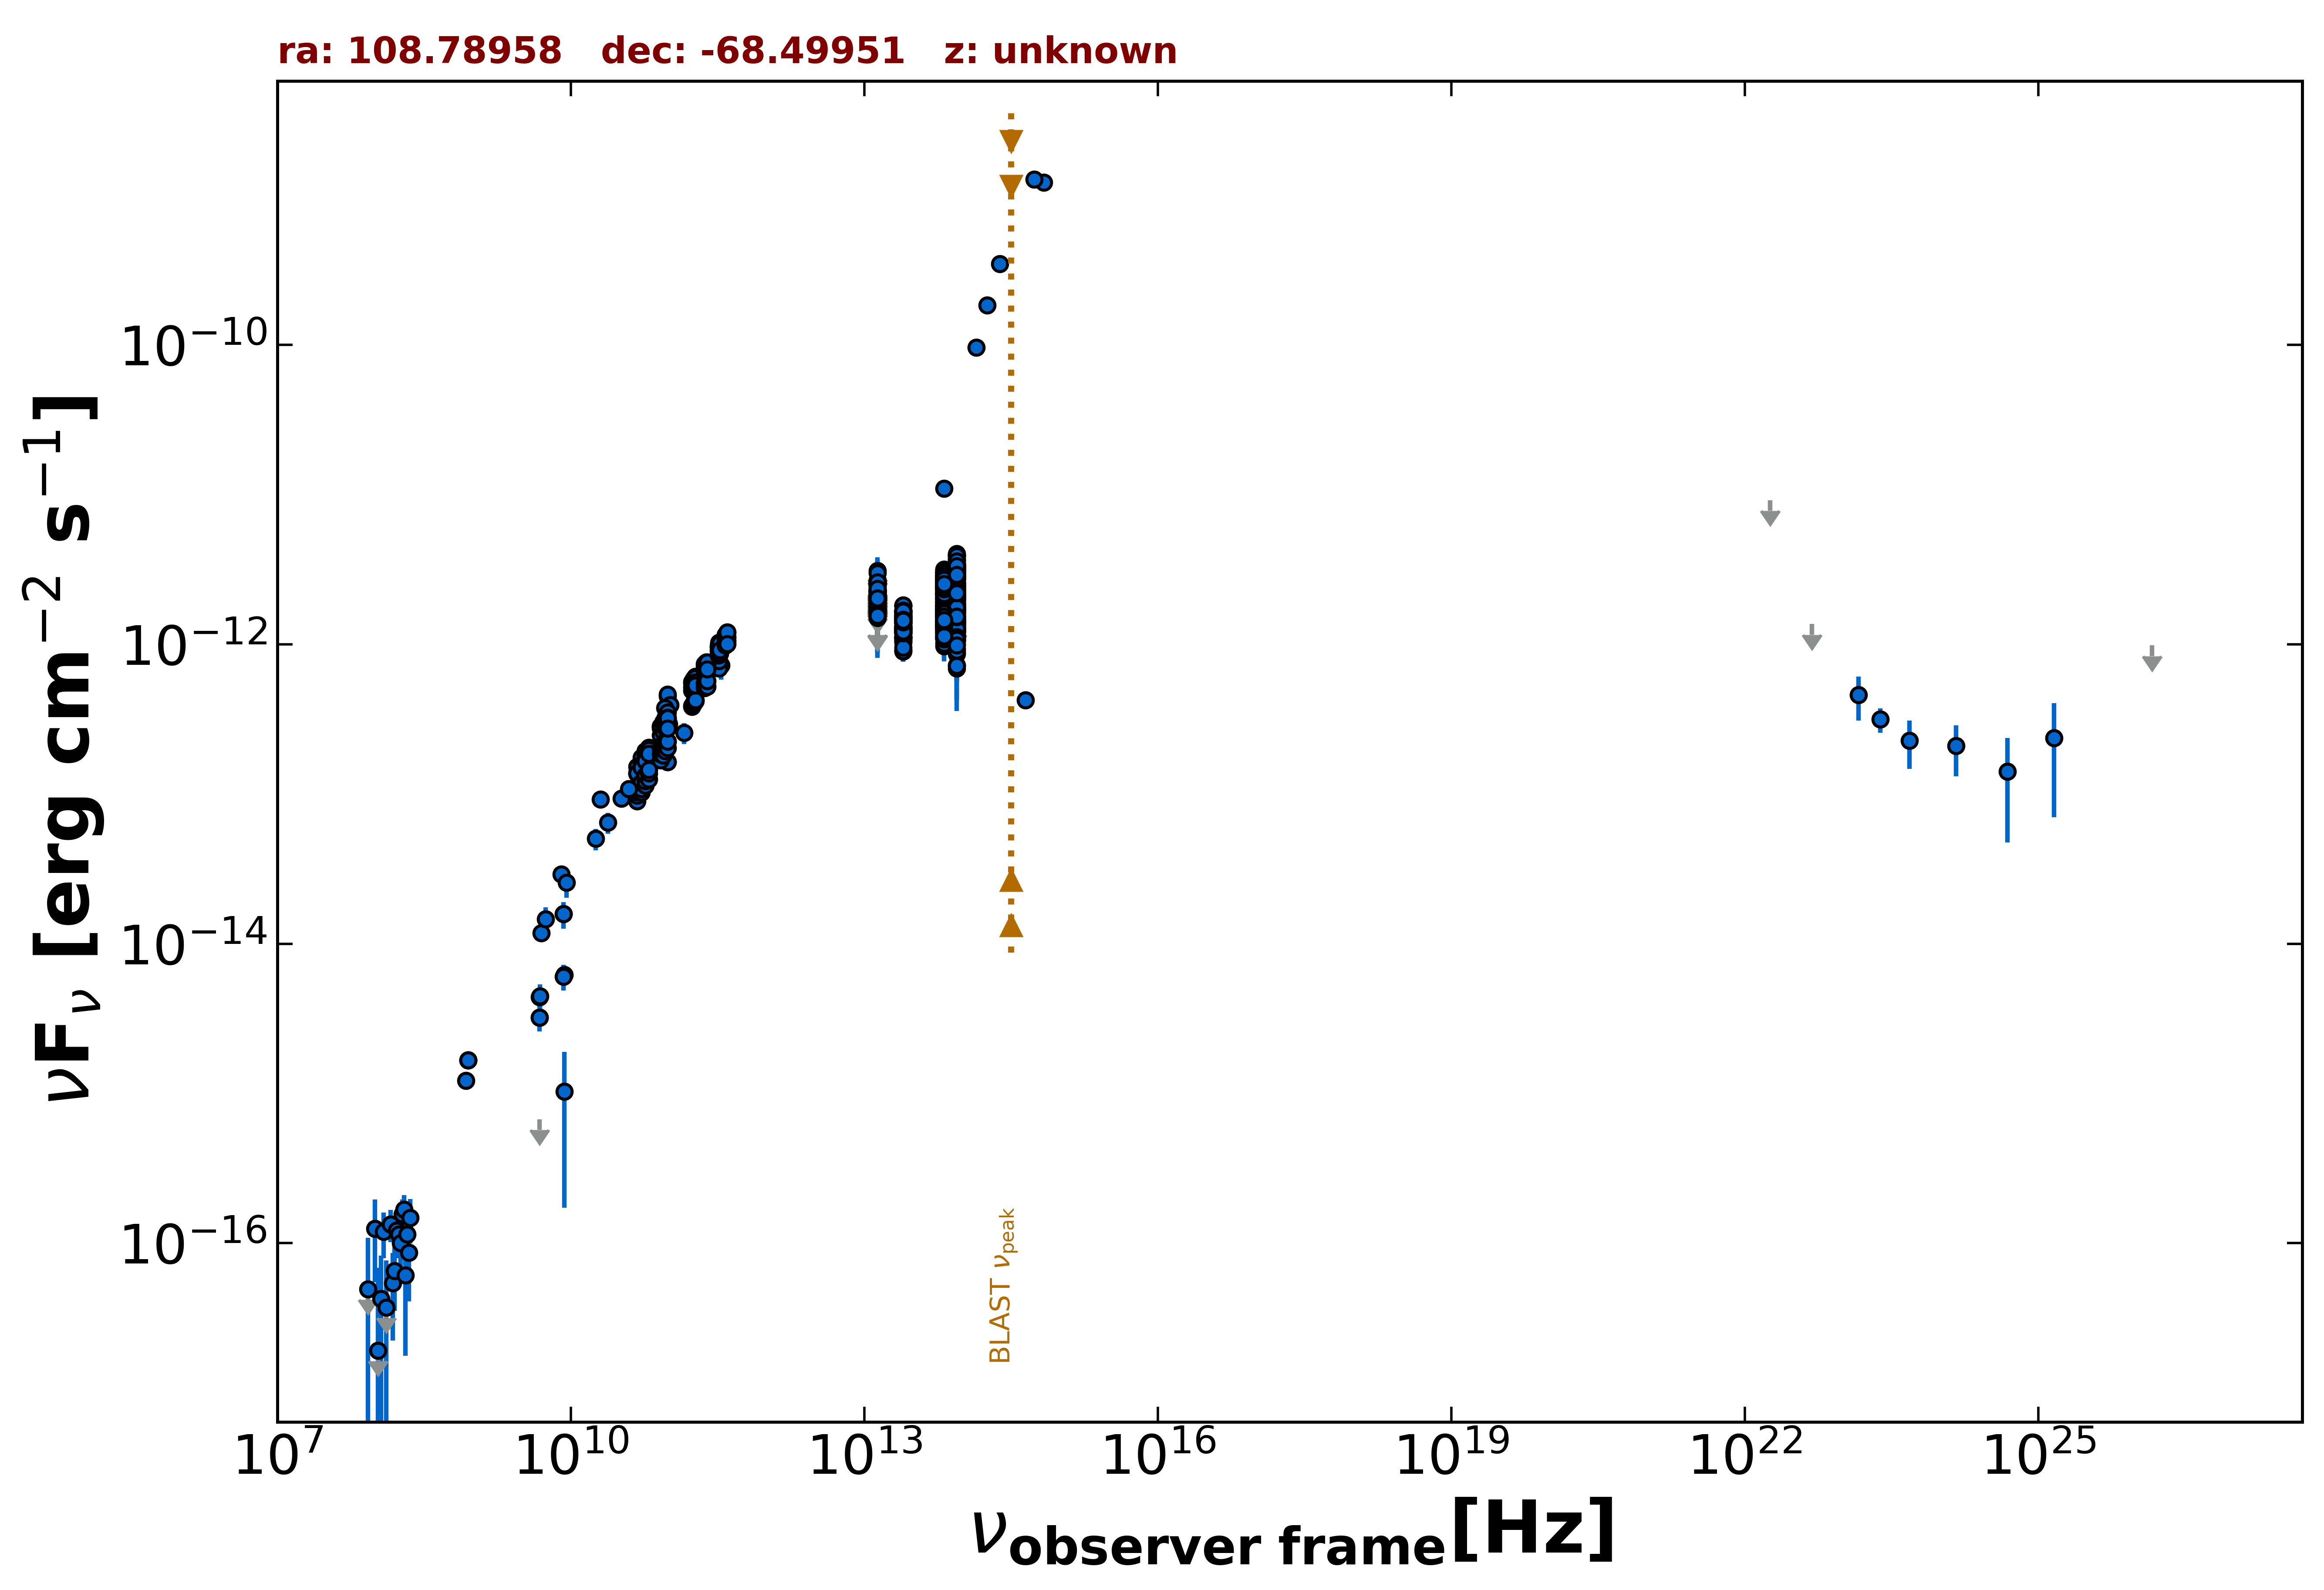 ra: 108.78958 dec: -68.49951 z: unknown
νFν [erg cm−2 s−1]
10−10
10−12
10−14
10−16
BLAST νpeak
107 1010 1013 1016 1019 1022 1025
νobserver frame[Hz]